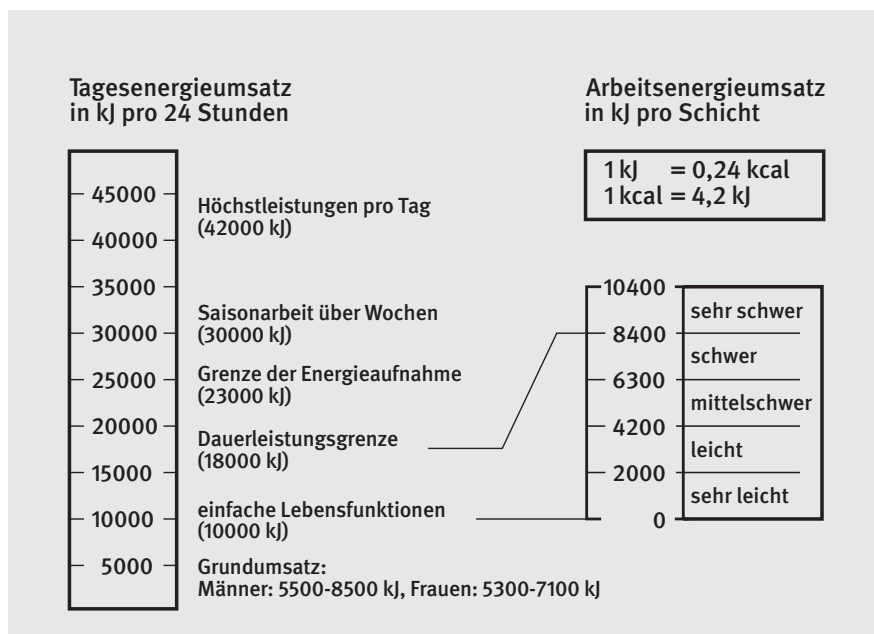 Tagesenergieumsatz
in kJ pro 24 Stunden
45000
40000
35000
30000
25000
20000
15000
10000
5000
Höchstleistungen pro Tag
(42000 kJ)
Saisonarbeit über Wochen
(30000 kJ)
Grenze der Energieaufnahme
(23000 kJ)
Dauerleistungsgrenze
(18000 kJ)
einfache Lebensfunktionen
(10000 kJ)
Grundumsatz:
Männer: 5500-8500 kJ, Frauen: 5300-7100 kJ
Arbeitsenergieumsatz
in kJ pro Schicht
1 kJ = 0,24 kcal
1 kcal = 4,2 kJ
10400
8400
6300
4200
2000
0
sehr schwer
schwer
mittelschwer
leicht
sehr leicht